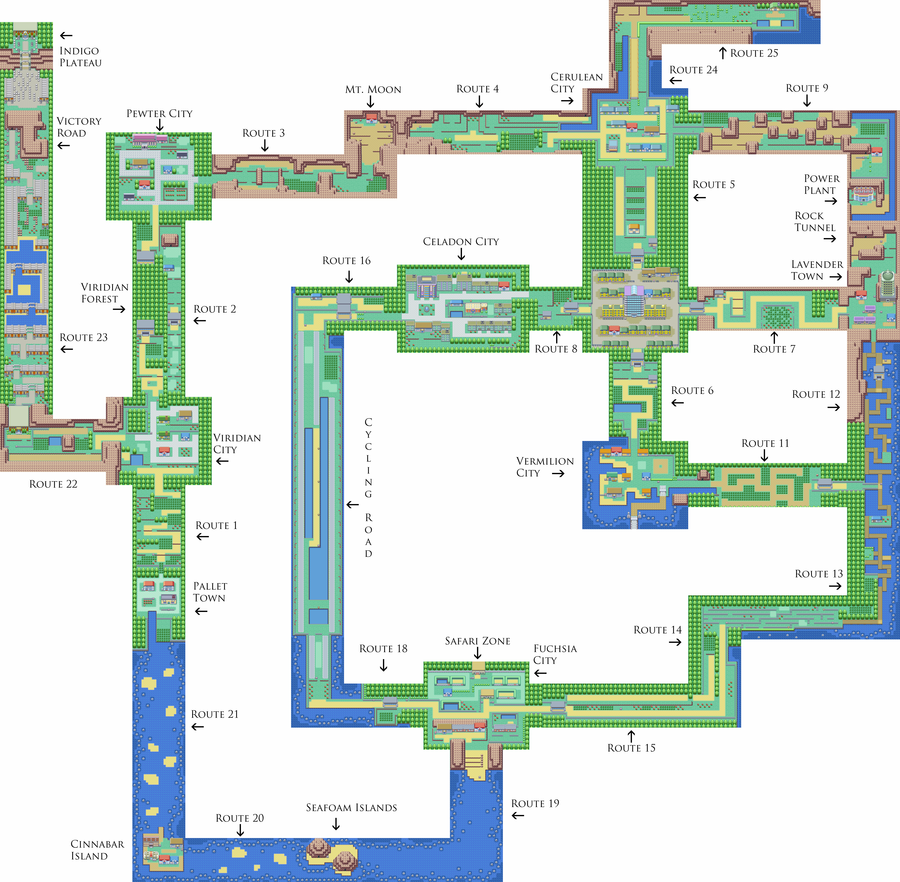 Indigo
Plateau
Route 25
Route 24
Cerulean
City
Mt. Moon
Route 4
Route 9
Victory
Road
Pewter City
Route 3
Power
Plant
Route 5
Rock
Tunnel
Celadon City
Route 16
Lavender
Town
Viridian
Forest
Route 2
Route 23
Route 8
Route 7
Route 6
Route 12
Viridian
City
Route 22
Cycling Road
Vermilion
City
Route 11
Route 1
Pallet
Town
Route 13
Route 14
Route 18
Safari Zone
Fuchsia
City
Route 21
Route 15
Route 20
Seafoam Islands
Route 19
Cinnabar
Island